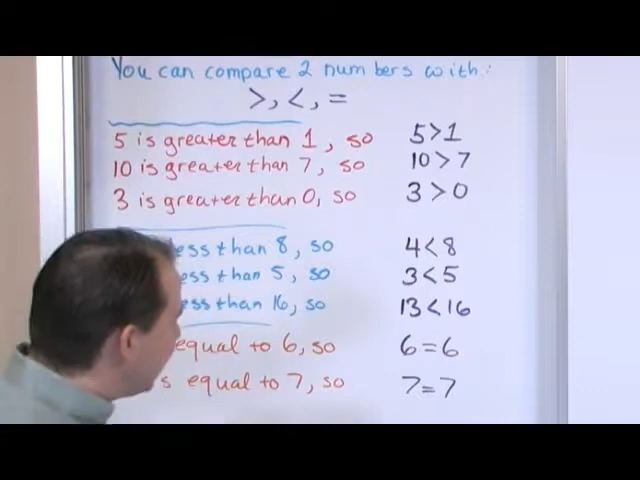 You can compare 2 numbers with:
>, <, =
5 is greater than 1, so 5>1
10 is greater than 7, so 10>7
3 is greater than 0, so 3>0
less than 8, so 4<8
less than 5, so 3<5
less than 16, so 13<16
equal to 6, so 6=6
s equal to 7, so 7=7